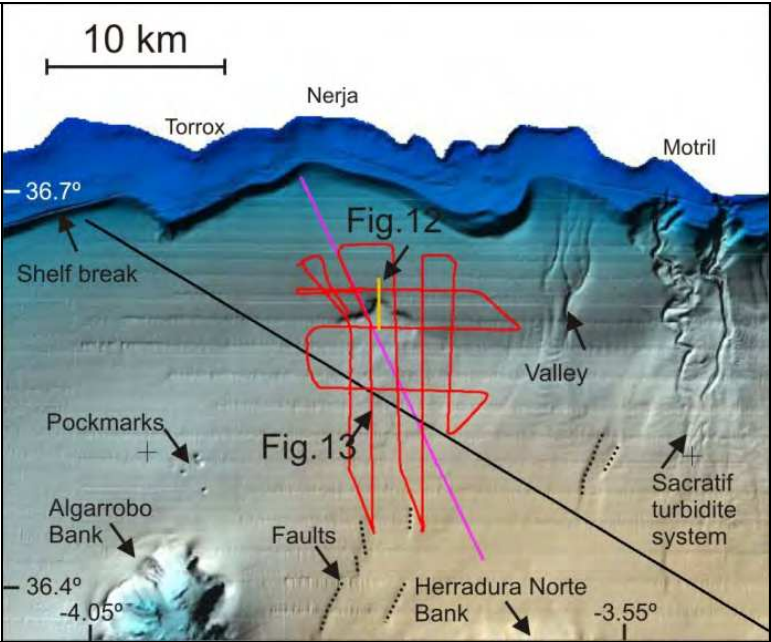 10 km
Nerja
Torrox
Motril
36.7º
Fig.12
Shelf break
Valley
Pockmarks
Fig.13
Sacratif
turbidite
system
Algarrobo
Bank
Faults
36.4º
Herradura Norte
Bank
-4.05º
-3.55º